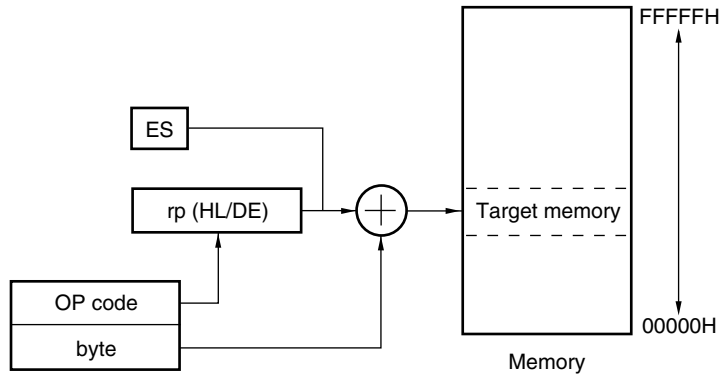 FFFFFH
ES
rp (HL/DE)
Target memory
OP code
byte
00000H
Memory